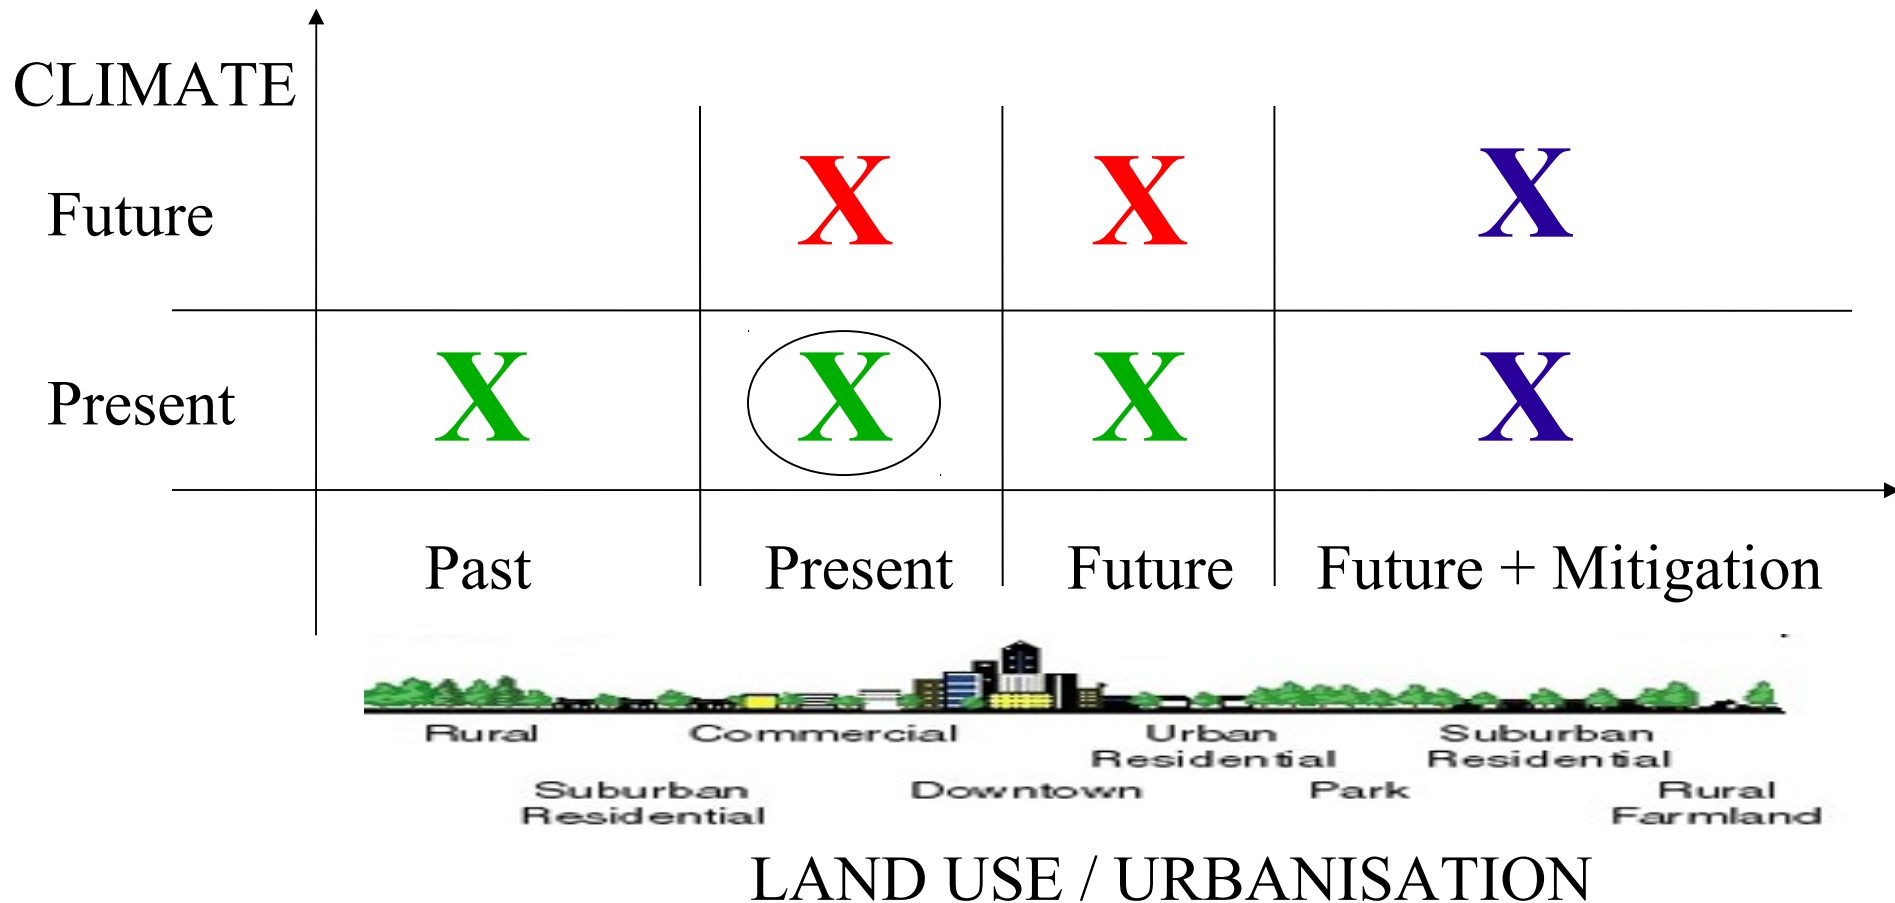 CLIMATE
Future X X X
Present X X X X
Past Present Future Future + Mitigation
Rural Commercial Urban Suburban
Residential Residential
Suburban Downtown Park Rural
Residential Farmland
LAND USE / URBANISATION